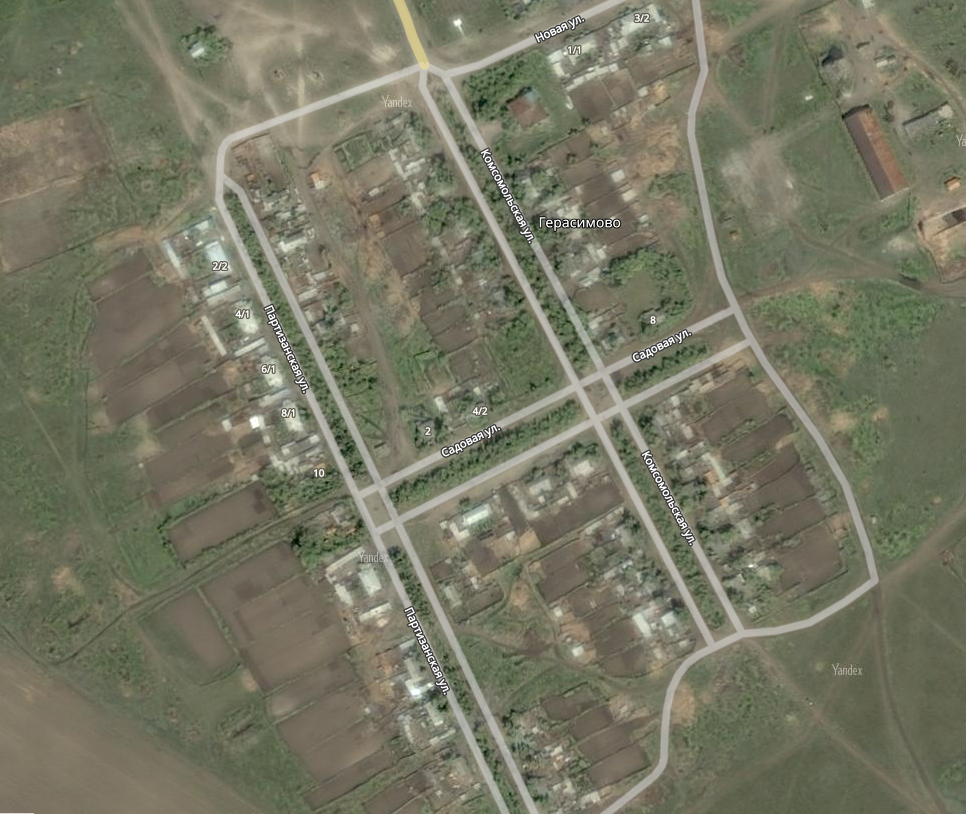 3/2
Новая ул.
1/1
Yandex
Ya
Комсомольская ул.
Герасимово
2/2
4/1
8
Садовая ул.
Партизанская ул.
6/1
4/2
8/1
2
Садовая ул.
10
Комсомольская ул.
Yandex
Партизанская ул.
Yandex